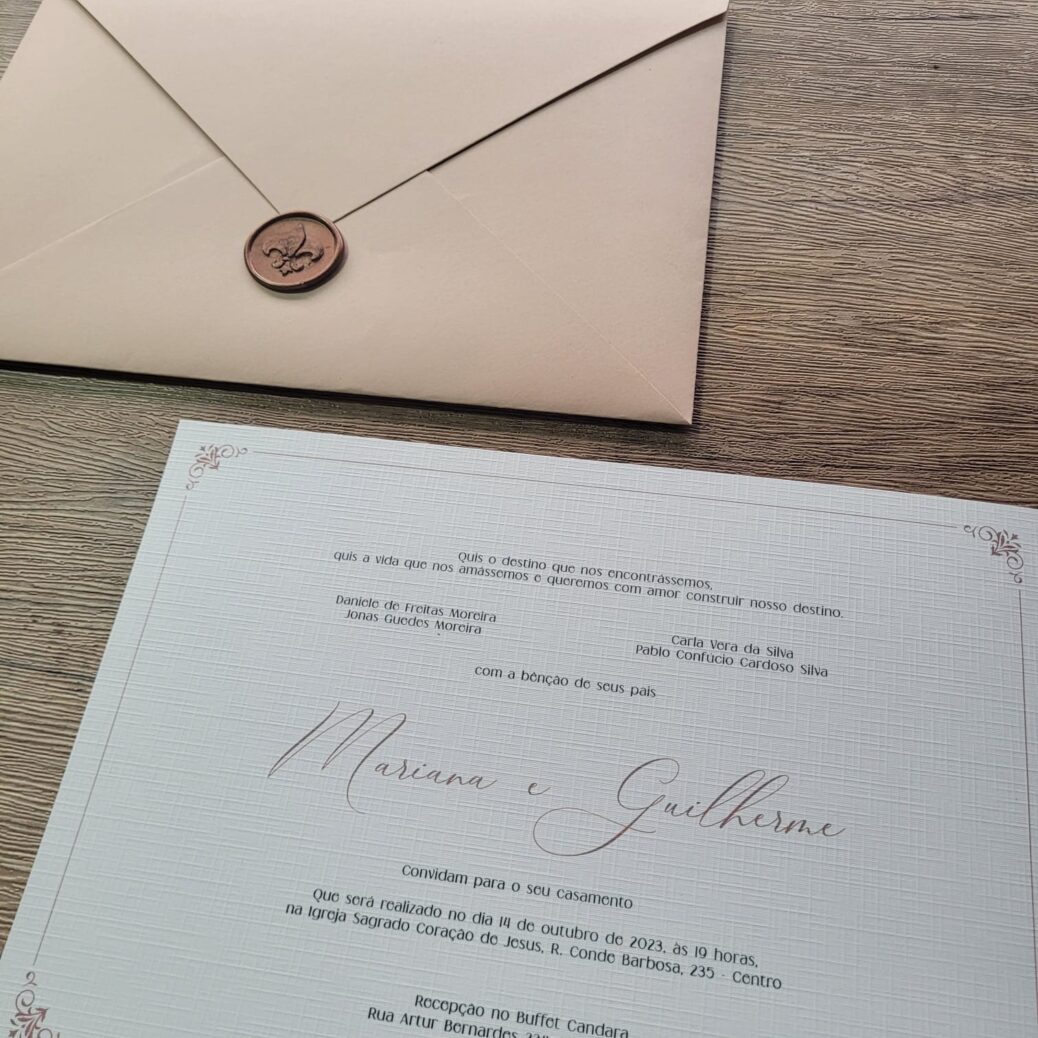 Quis o destino que nos encontrássemos,
quis a vida que nos amássemos e queremos com amor construir nosso destino.
Daniele de Freitas Moreira
Jonas Guedes Moreira
Carla Vera da Silva
Pablo Confúcio Cardoso Silva
com a bênção de seus pais
Mariana e Guilherme
Convidam para o seu casamento
Que será realizado no dia 14 de outubro de 2023, às 19 horas,
na Igreja Sagrado Coração de Jesus, R. Conde Barbosa, 235 - Centro
Recepção no Buffet Candara
Rua Artur Bernardes